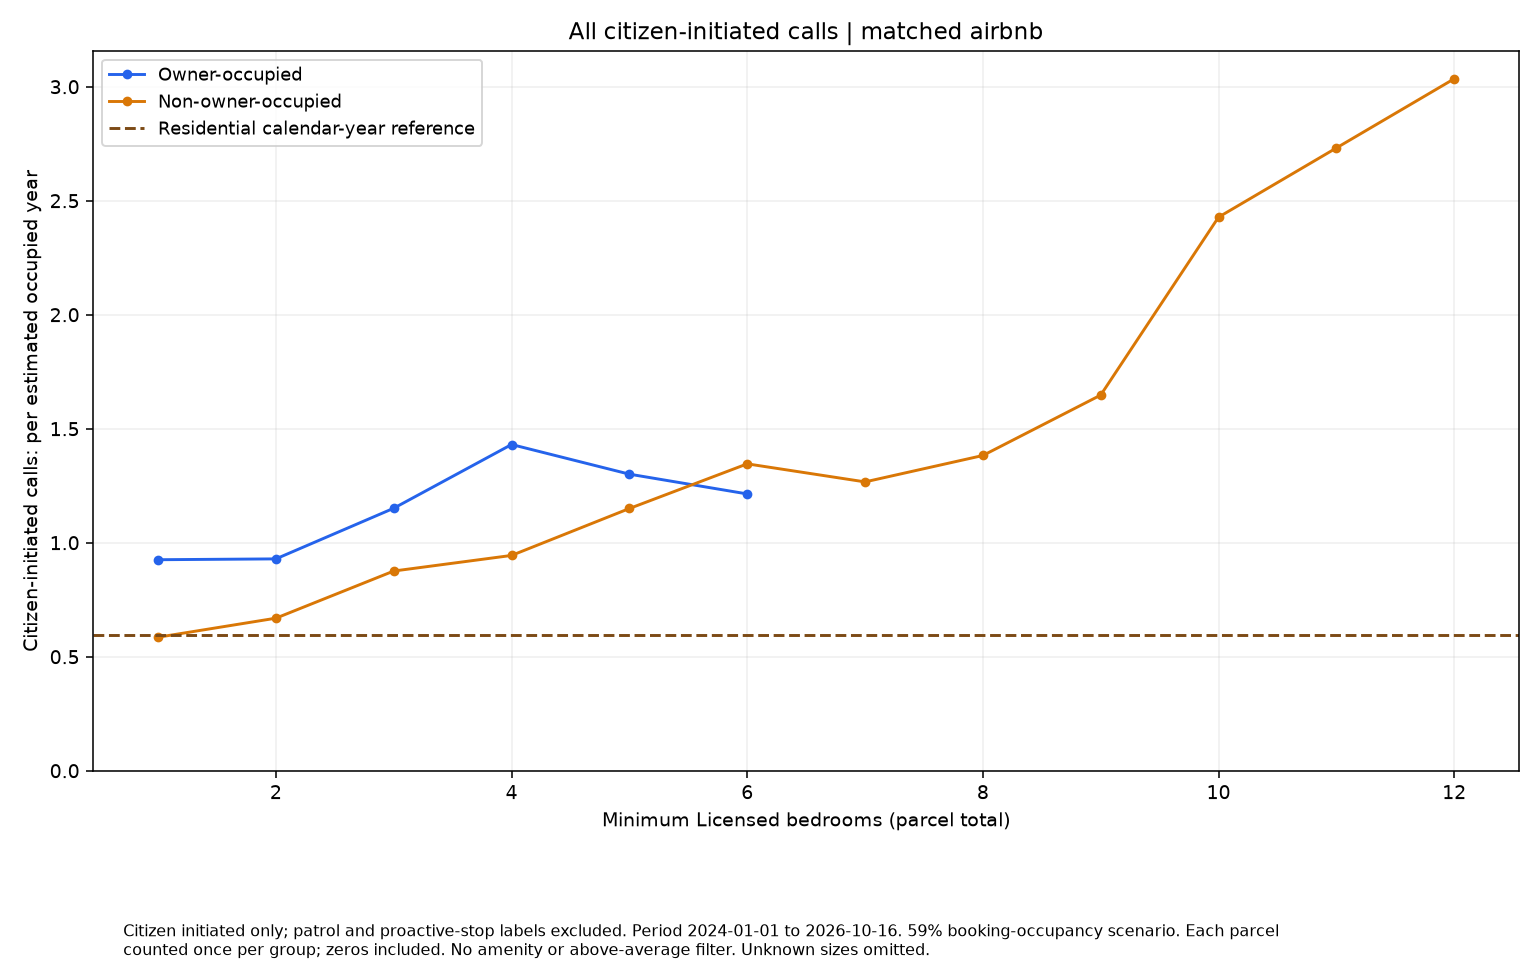 All citizen-initiated calls | matched airbnb
Owner-occupied
Non-owner-occupied
Residential calendar-year reference
Citizen-initiated calls: per estimated occupied year
3.0
2.5
2.0
1.5
1.0
0.5
0.0
2 4 6 8 10 12
Minimum Licensed bedrooms (parcel total)
Citizen initiated only; patrol and proactive-stop labels excluded. Period 2024-01-01 to 2026-10-16. 59% booking-occupancy scenario. Each parcel
counted once per group; zeros included. No amenity or above-average filter. Unknown sizes omitted.